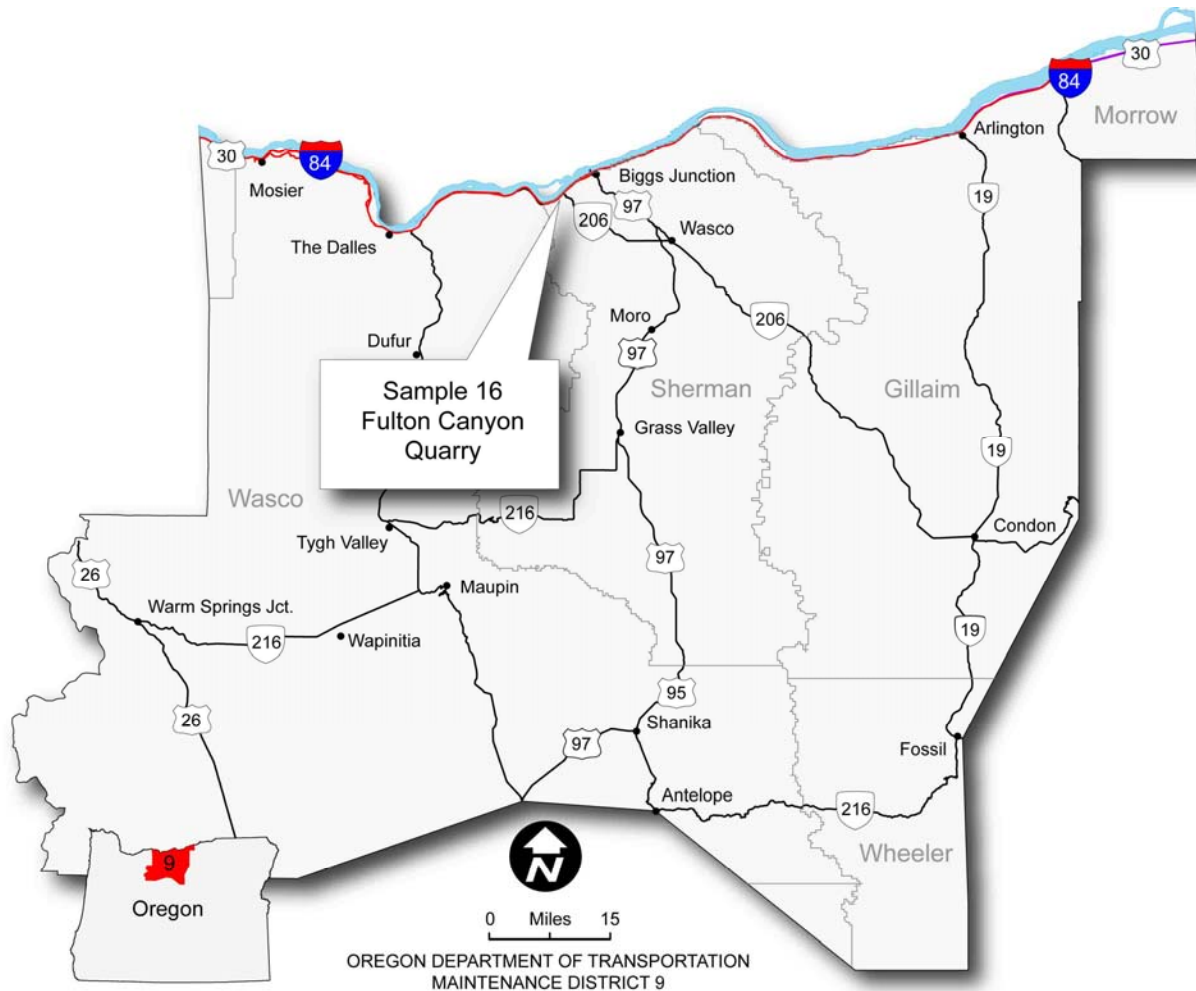 30
84
Morrow
30
84
Mosier
Arlington
Biggs Junction
19
97
206
Wasco
The Dalles
206
Moro
Dufur
97
Sherman
Gillaim
Sample 16
Fulton Canyon
Quarry
Grass Valley
19
Wasco
216
Tygh Valley
Condon
97
26
Maupin
Warm Springs Jct.
216
Wapinitia
19
95
26
Shanika
97
Fossil
Antelope
216
Wheeler
9
Oregon
N
0 Miles 15
OREGON DEPARTMENT OF TRANSPORTATION
MAINTENANCE DISTRICT 9